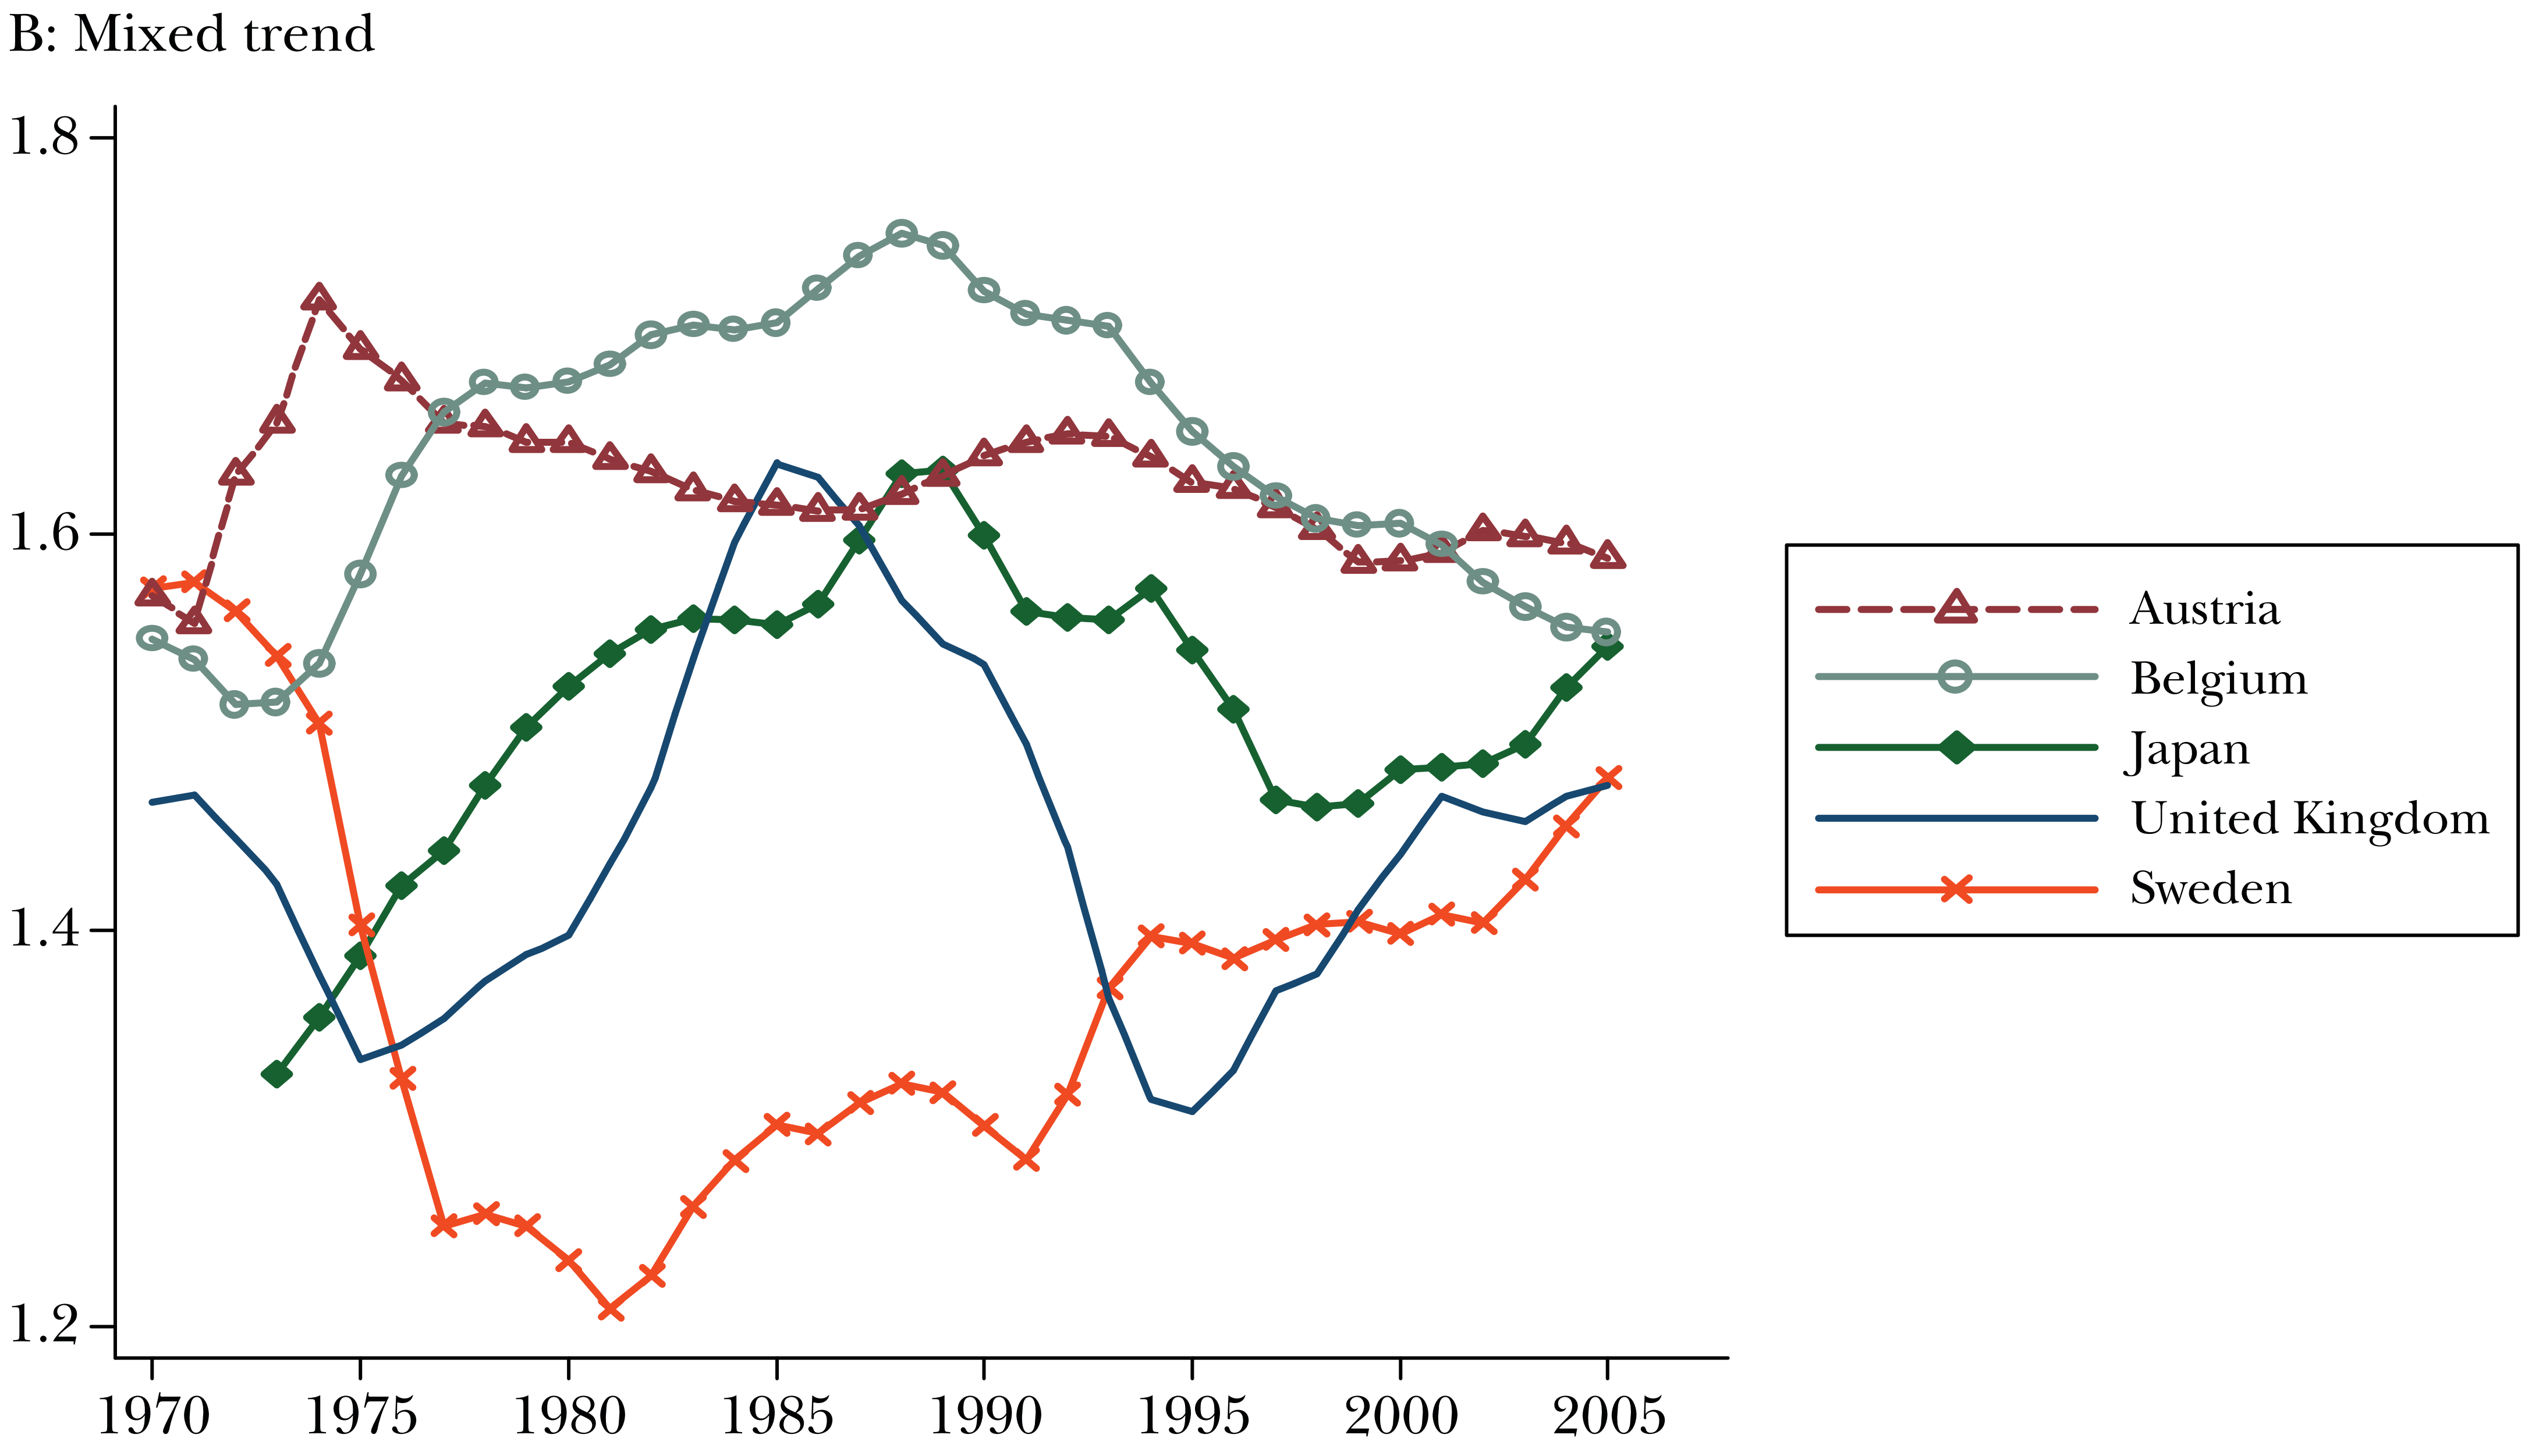 B: Mixed trend
1.8
1.6
1.4
1.2
1970 1975 1980 1985 1990 1995 2000 2005
Austria
Belgium
Japan
United Kingdom
Sweden